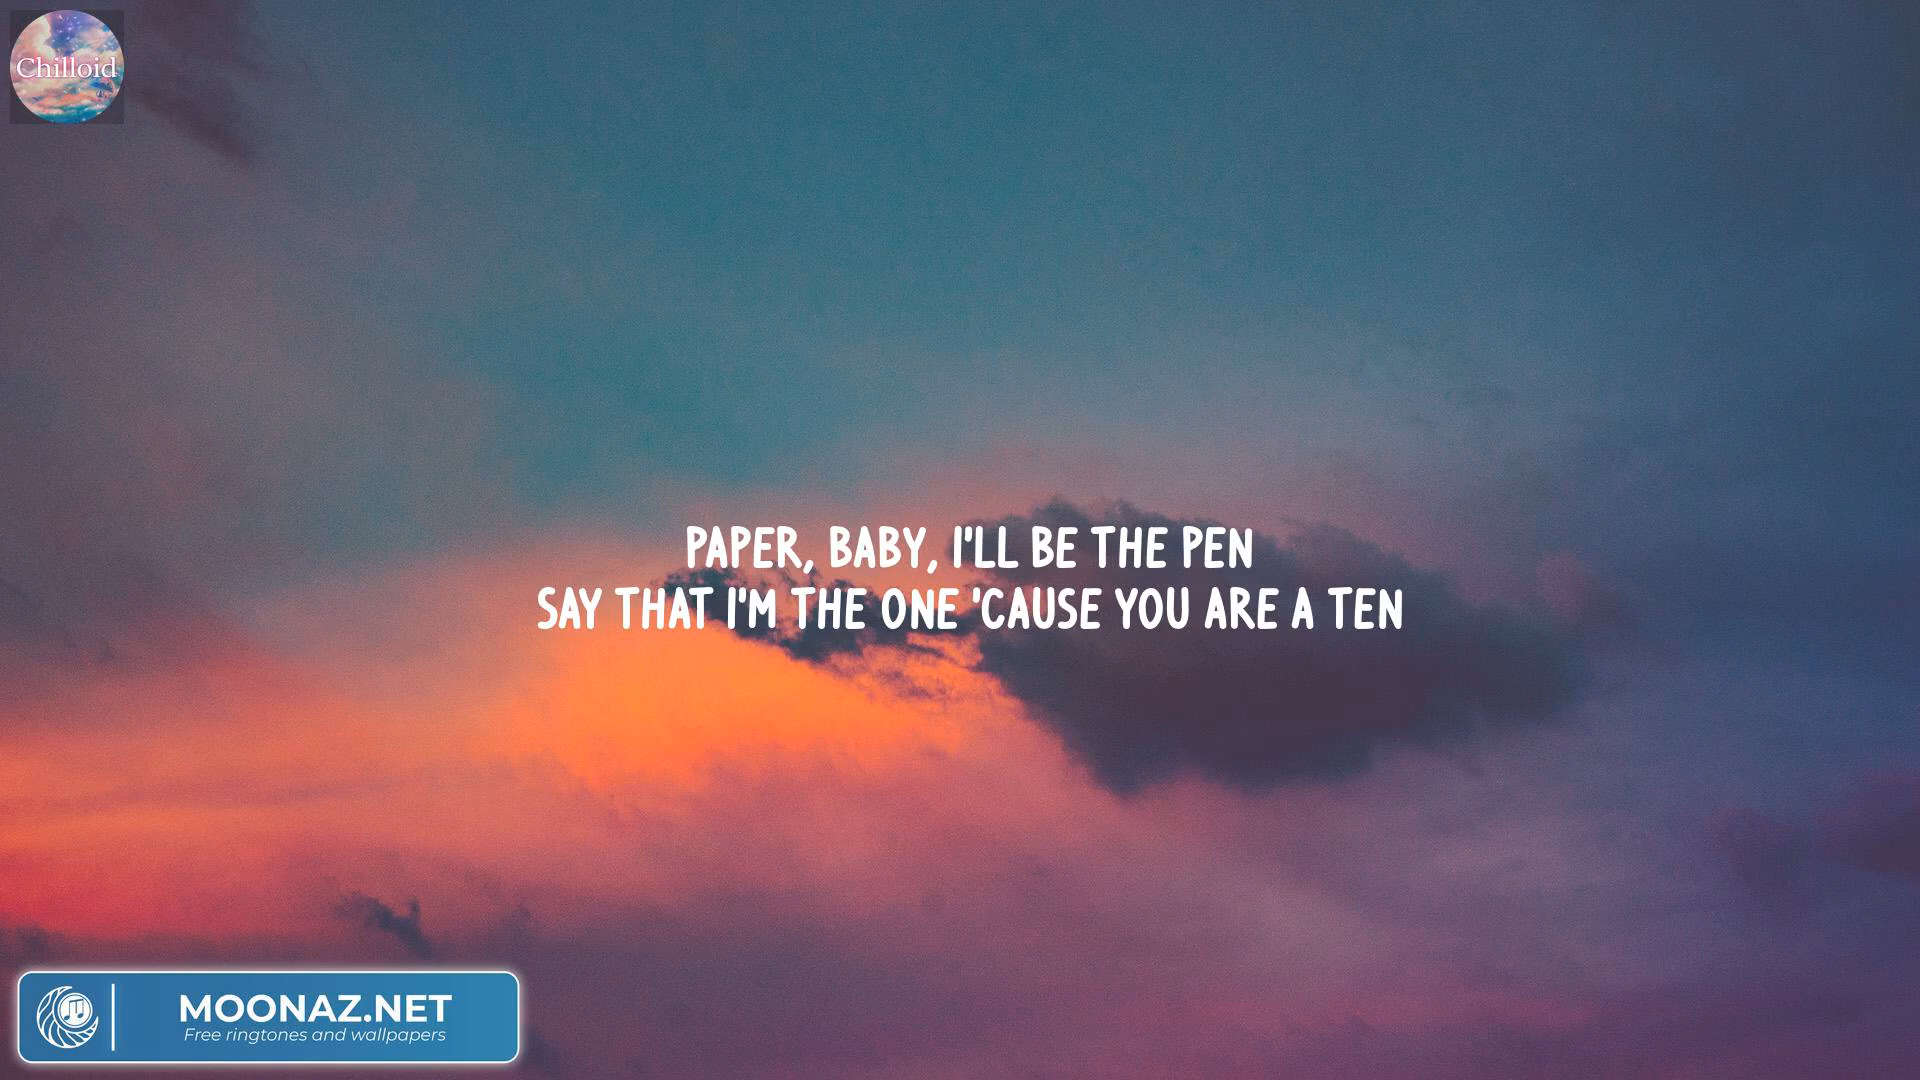 Chilloid
PAPER, BABY, I'LL BE THE PEN
SAY THAT I'M THE ONE 'CAUSE YOU ARE A TEN
MOONAZ.NET
Free ringtones and wallpapers